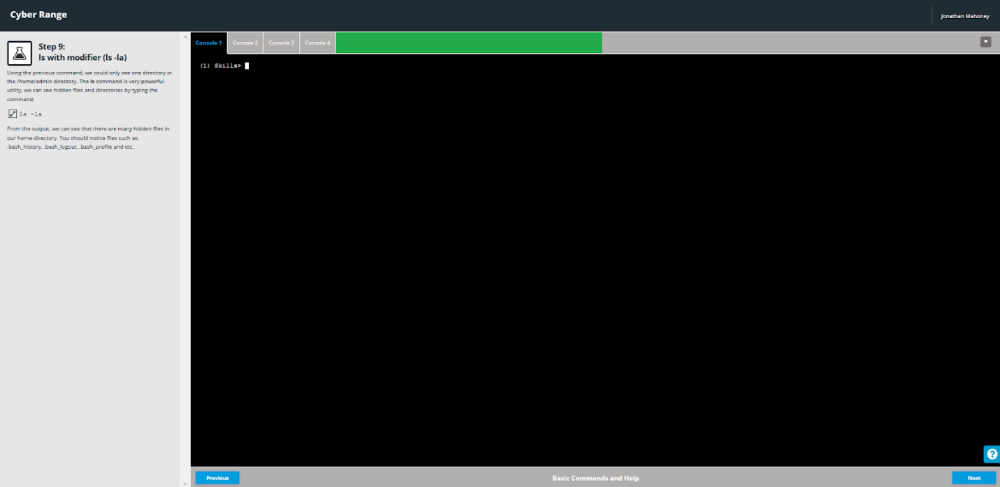 Cyber Range
Jonathan Mahoney
Step 9:
ls with modifier (ls -la)
Using the previous command, we could only see one directory in
the /home/admin directory. The ls command is very powerful
utility, we can see hidden files and directories by typing the
command:
ls -la
From the output, we can see that there are many hidden files in
our home directory. You should notice files such as:
.bash_history, .bash_logout, .bash_profile and etc.
Console 1
Console 2
Console 3
Console 4
(1) Skills>
?
Previous
Basic Commands and Help
Next